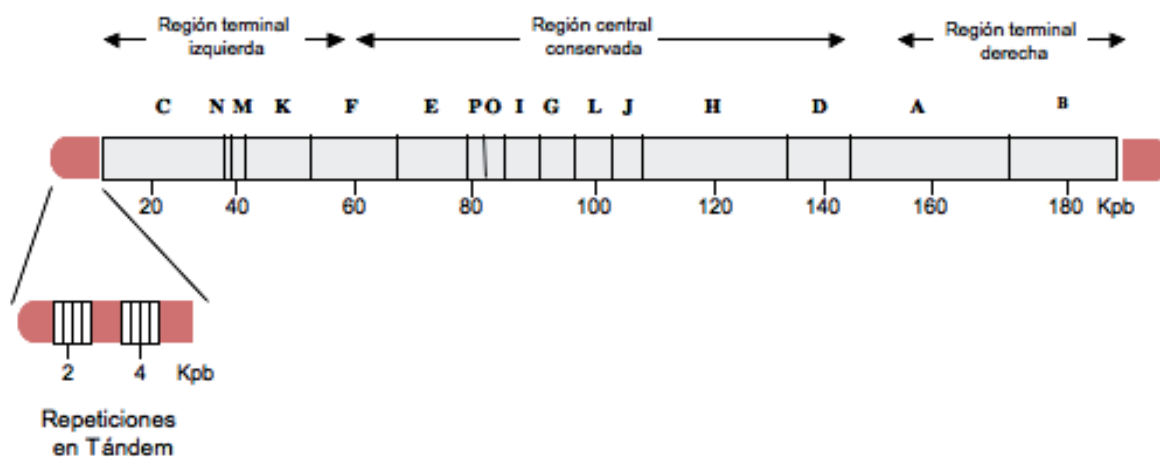 Región terminal
izquierda
Región central
conservada
Región terminal
derecha
C N M K F E P O I G L J H D A B
20 40 60 80 100 120 140 160 180 Kpb
2 4 Kpb
Repeticiones
en Tándem